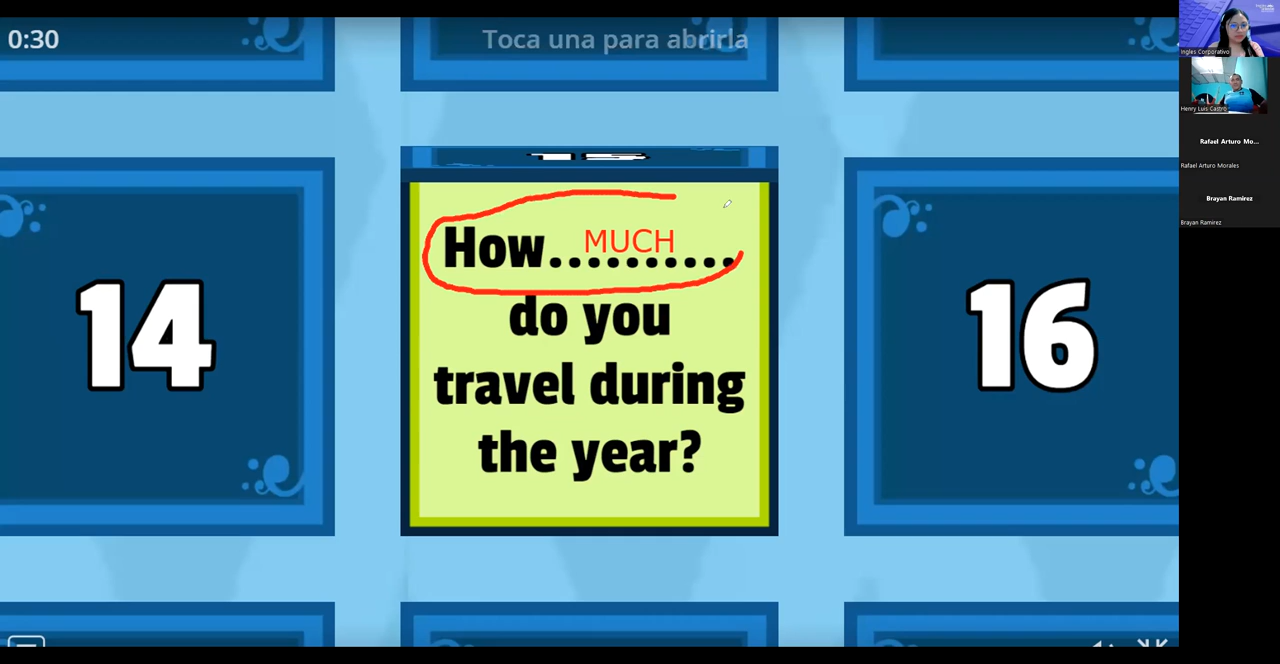 0:30
Toca una para abrirla
Ingles Corporativo
Henry Luis Castro
Rafael Arturo Mo...
Rafael Arturo Morales
Brayan Ramirez
Brayan Ramirez
15
How..........
MUCH
do you
travel during
the year?
14
16